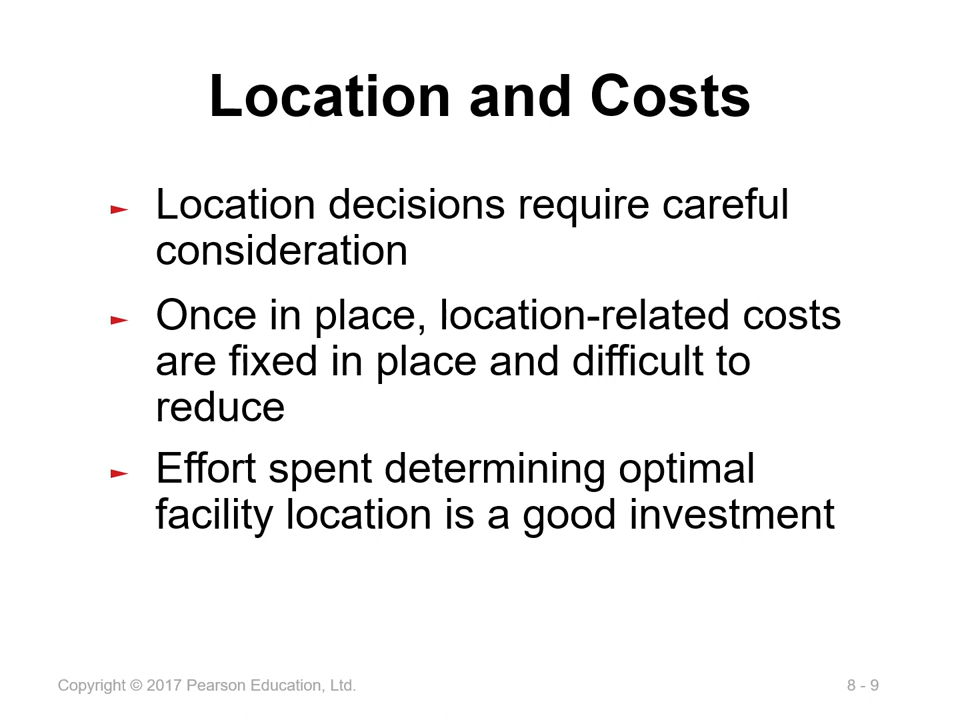 Location and Costs
► Location decisions require careful
consideration
► Once in place, location-related costs
are fixed in place and difficult to
reduce
► Effort spent determining optimal
facility location is a good investment
Copyright © 2017 Pearson Education, Ltd.
8 - 9